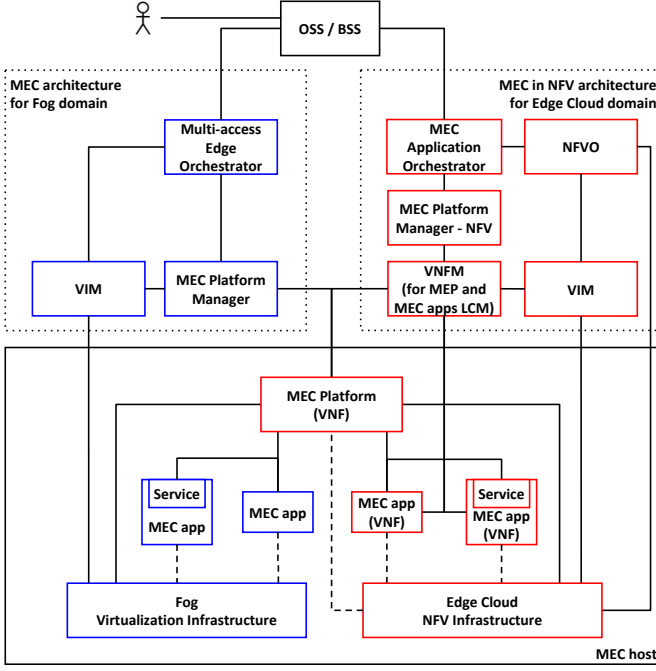 OSS / BSS
MEC architecture
for Fog domain
MEC in NFV architecture
for Edge Cloud domain
Multi-access
Edge
Orchestrator
MEC
Application
Orchestrator
NFVO
MEC Platform
Manager - NFV
VIM
MEC Platform
Manager
VNFM
(for MEP and
MEC apps LCM)
VIM
MEC Platform
(VNF)
Service
MEC app
MEC app
MEC app
(VNF)
Service
MEC app
(VNF)
Fog
Virtualization Infrastructure
Edge Cloud
NFV Infrastructure
MEC host